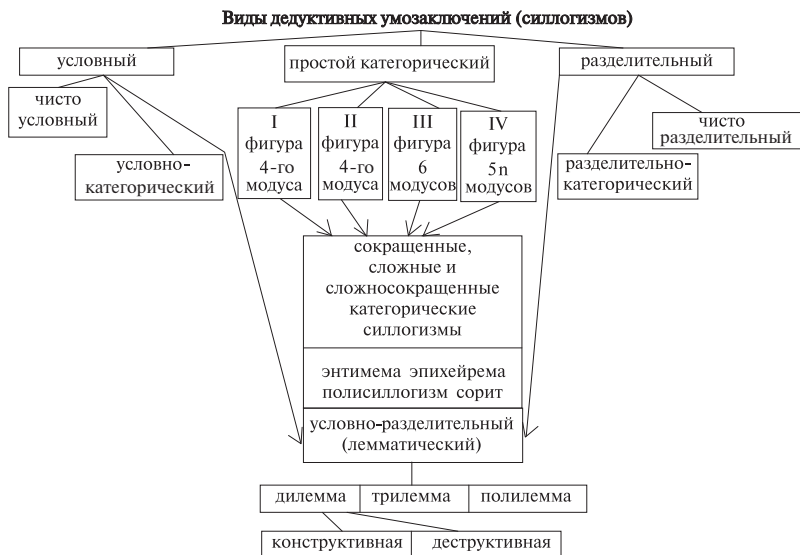 Виды дедуктивных умозаключений (силлогизмов)
условный
простой категорический
разделительный
чисто
условный
условно-
категорический
I
фигура
4-го
модуса
II
фигура
4-го
модуса
III
фигура
6
модусов
IV
фигура
5n
модусов
чисто
разделительный
разделительно-
категорический
сокращенные,
сложные и
сложносокращенные
категорические
силлогизмы
энтимема эпихейрема
полисиллогизм сорит
условно-разделительный
(лемматический)
дилемма
трилемма
полилемма
конструктивная
деструктивная